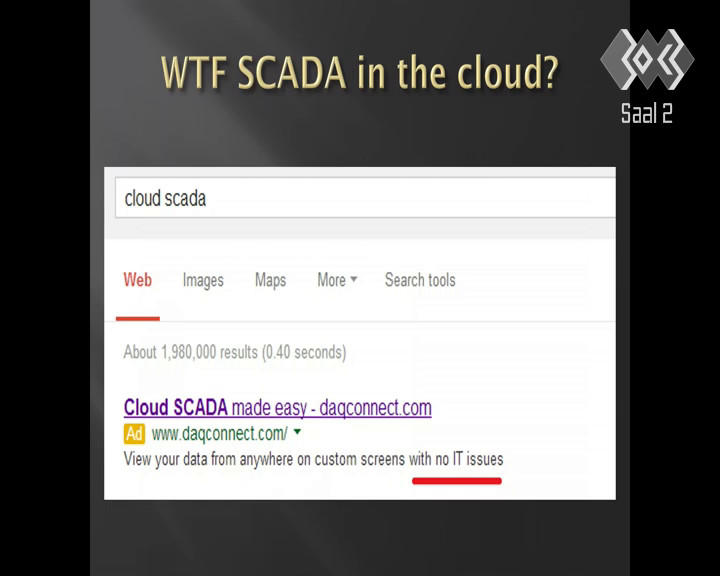 WTF SCADA in the cloud?
Saal 2
cloud scada
Web Images Maps More Search tools
About 1,980,000 results (0.40 seconds)
Cloud SCADA made easy - daqconnect.com
Ad www.daqconnect.com/
View your data from anywhere on custom screens with no IT issues